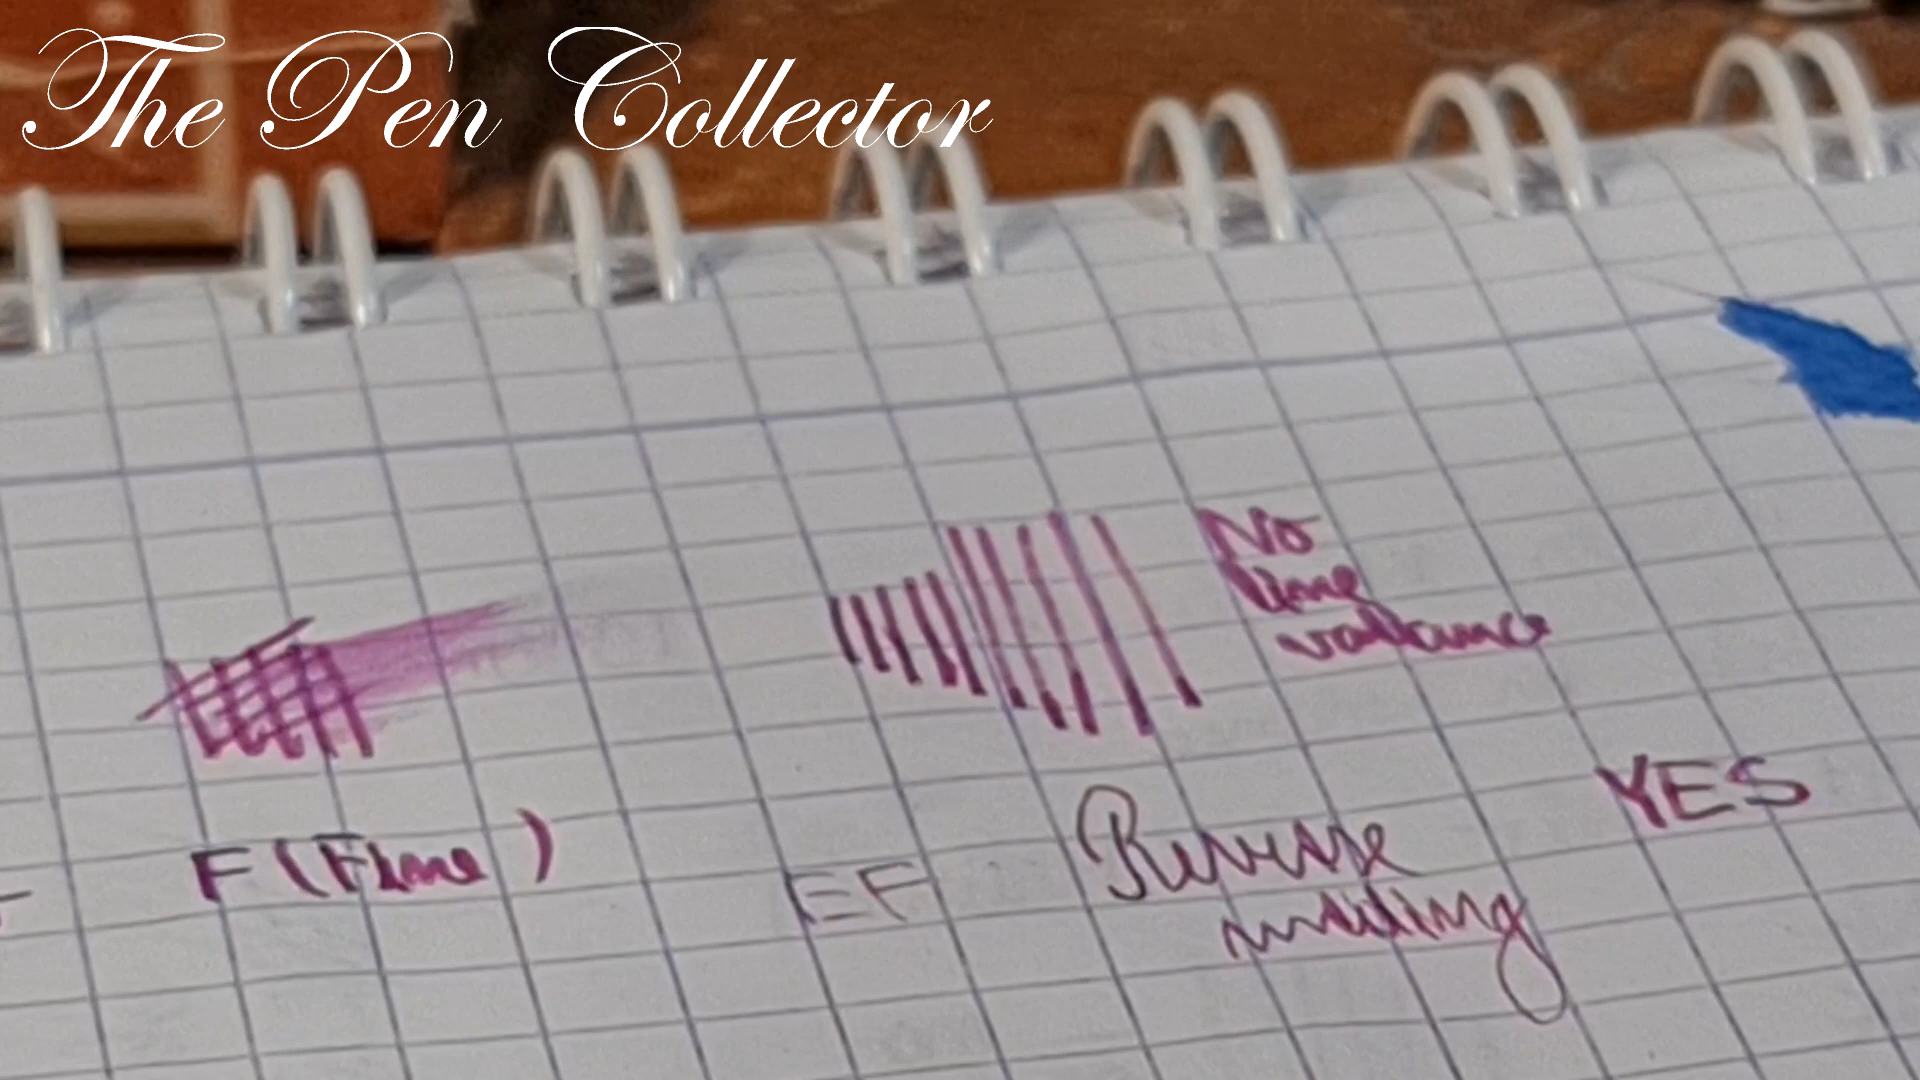 The Pen Collector
No
line
variance
F (Fine)
EF
Reverse
writing
YES